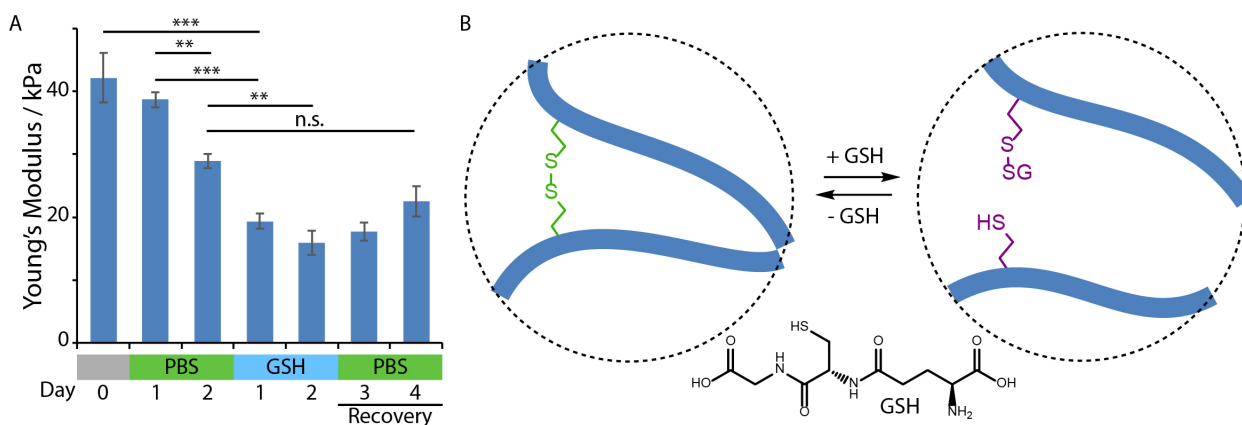 A
***
**
***
**
n.s.
Young's Modulus / kPa
40
20
0
PBS GSH PBS
Day 0 1 2 1 2 3 4
Recovery
B
S
S
+ GSH
- GSH
S
SG
HS
HS
O H O O
HO N N H OH
O NH2
GSH